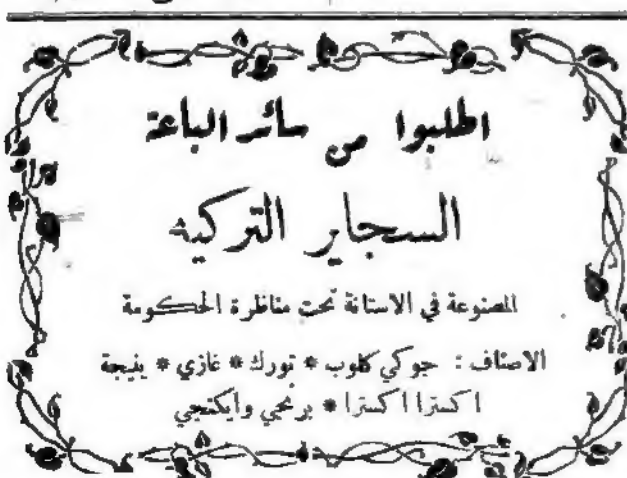 اطلبوا من سائر الباعة
السجاير التركيه
المصنوعة في الاستانة تحت مناظرة الحكومة
الاصناف : جوكي كلوب * تورك * غازي * ينيجة
اكسترا اكسترا * برنجي وايكنجي